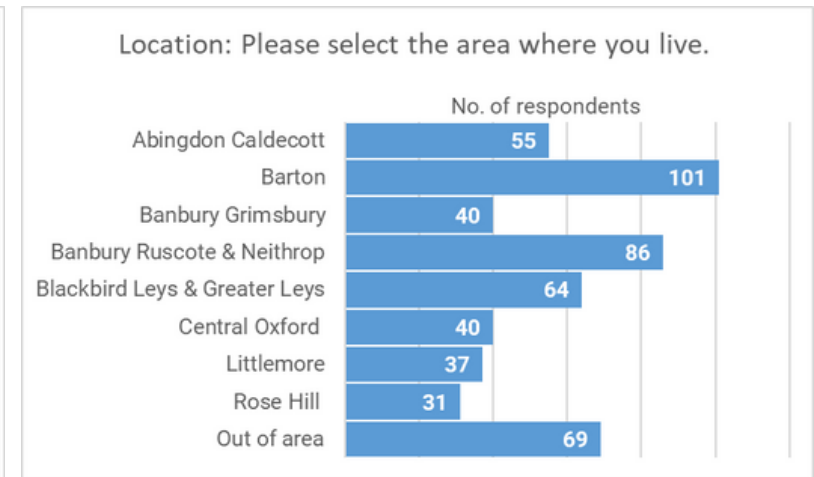 Location: Please select the area where you live.
No. of respondents
Abingdon Caldecott 55
Barton 101
Banbury Grimsbury 40
Banbury Ruscote & Neithrop 86
Blackbird Leys & Greater Leys 64
Central Oxford 40
Littlemore 37
Rose Hill 31
Out of area 69